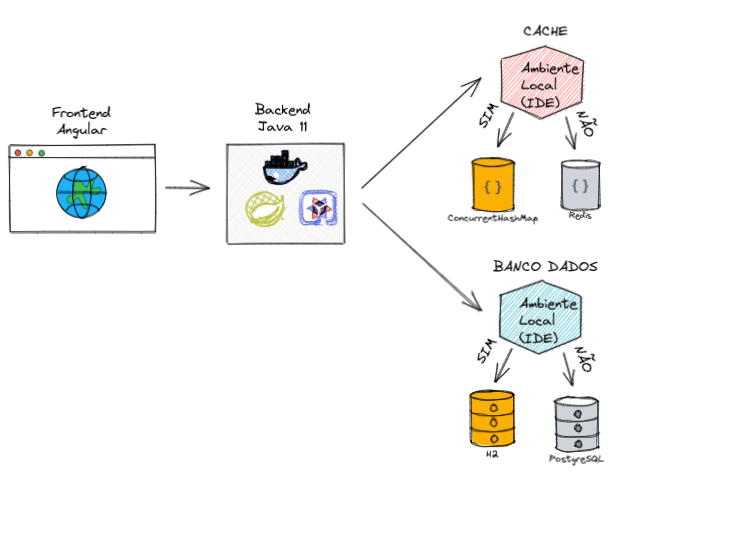 CACHE
Ambiente
Local
(IDE)
SIM
NÃO
{ }
{ }
ConcurrentHashMap
Redis
Frontend
Angular
Backend
Java 11
BANCO DADOS
Ambiente
Local
(IDE)
SIM
NÃO
H2
PostgreSQL